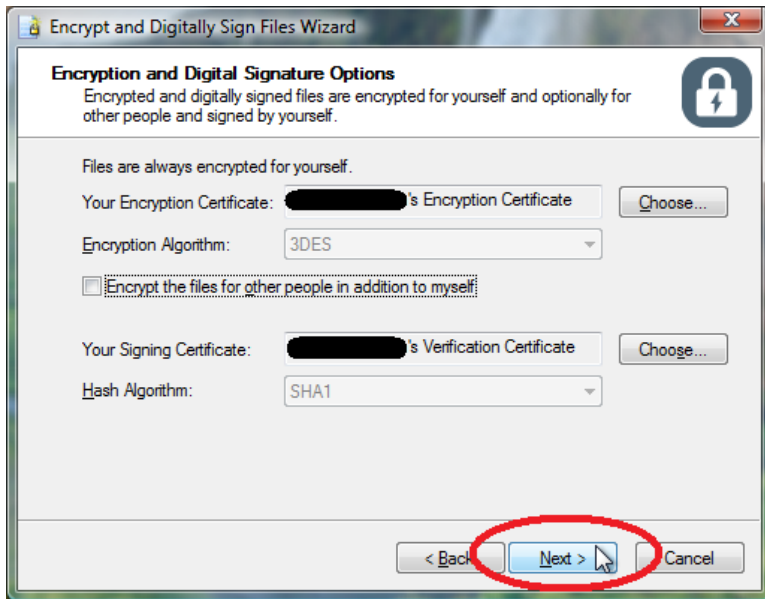 Encrypt and Digitally Sign Files Wizard
Encryption and Digital Signature Options
Encrypted and digitally signed files are encrypted for yourself and optionally for
other people and signed by yourself.
Files are always encrypted for yourself.
Your Encryption Certificate: 's Encryption Certificate Choose...
Encryption Algorithm: 3DES
Encrypt the files for other people in addition to myself
Your Signing Certificate: 's Verification Certificate Choose...
Hash Algorithm: SHA1
< Back Next > Cancel